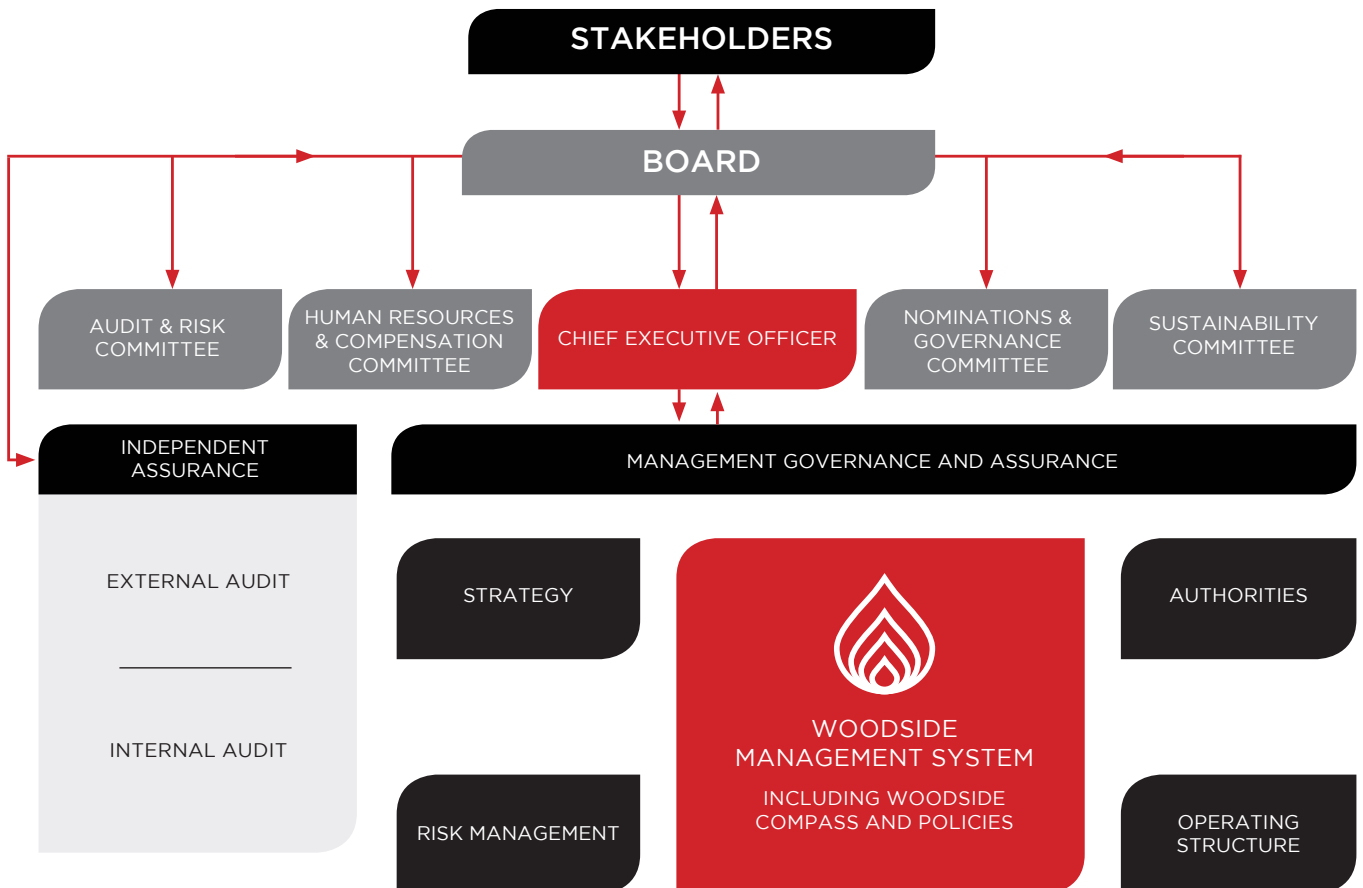 STAKEHOLDERS
BOARD
AUDIT & RISK
COMMITTEE
HUMAN RESOURCES
& COMPENSATION
COMMITTEE
CHIEF EXECUTIVE OFFICER
NOMINATIONS &
GOVERNANCE
COMMITTEE
SUSTAINABILITY
COMMITTEE
INDEPENDENT
ASSURANCE
MANAGEMENT GOVERNANCE AND ASSURANCE
EXTERNAL AUDIT
INTERNAL AUDIT
STRATEGY
AUTHORITIES
WOODSIDE
MANAGEMENT SYSTEM
INCLUDING WOODSIDE
COMPASS AND POLICIES
RISK MANAGEMENT
OPERATING
STRUCTURE